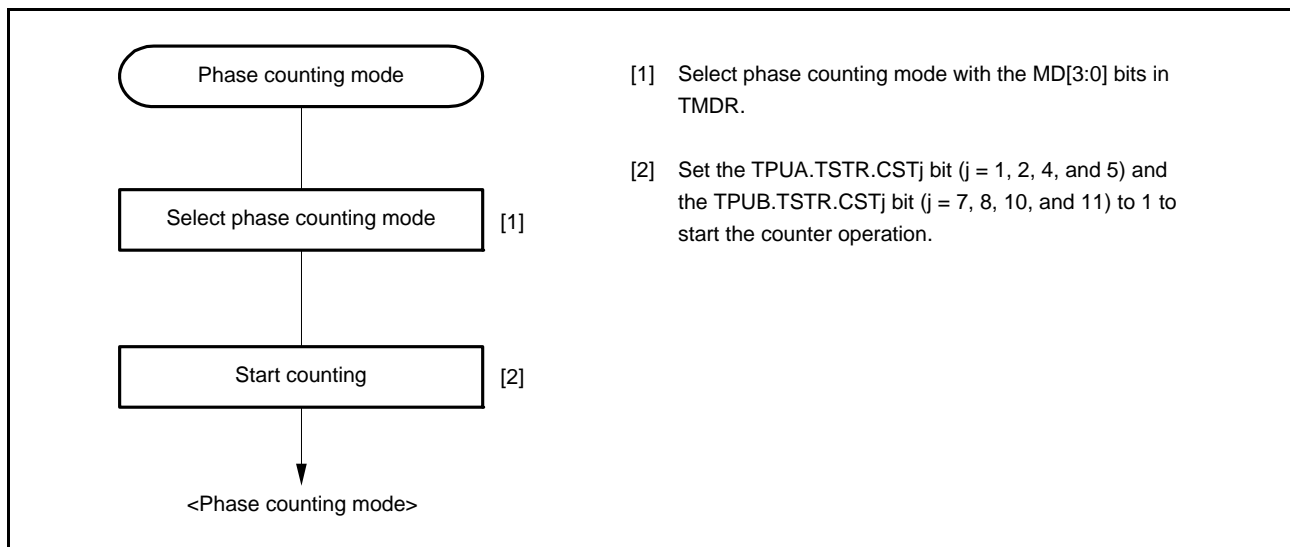 Phase counting mode
Select phase counting mode [1]
Start counting [2]
<Phase counting mode>
[1] Select phase counting mode with the MD[3:0] bits in
TMDR.
[2] Set the TPUA.TSTR.CSTj bit (j = 1, 2, 4, and 5) and
the TPUB.TSTR.CSTj bit (j = 7, 8, 10, and 11) to 1 to
start the counter operation.